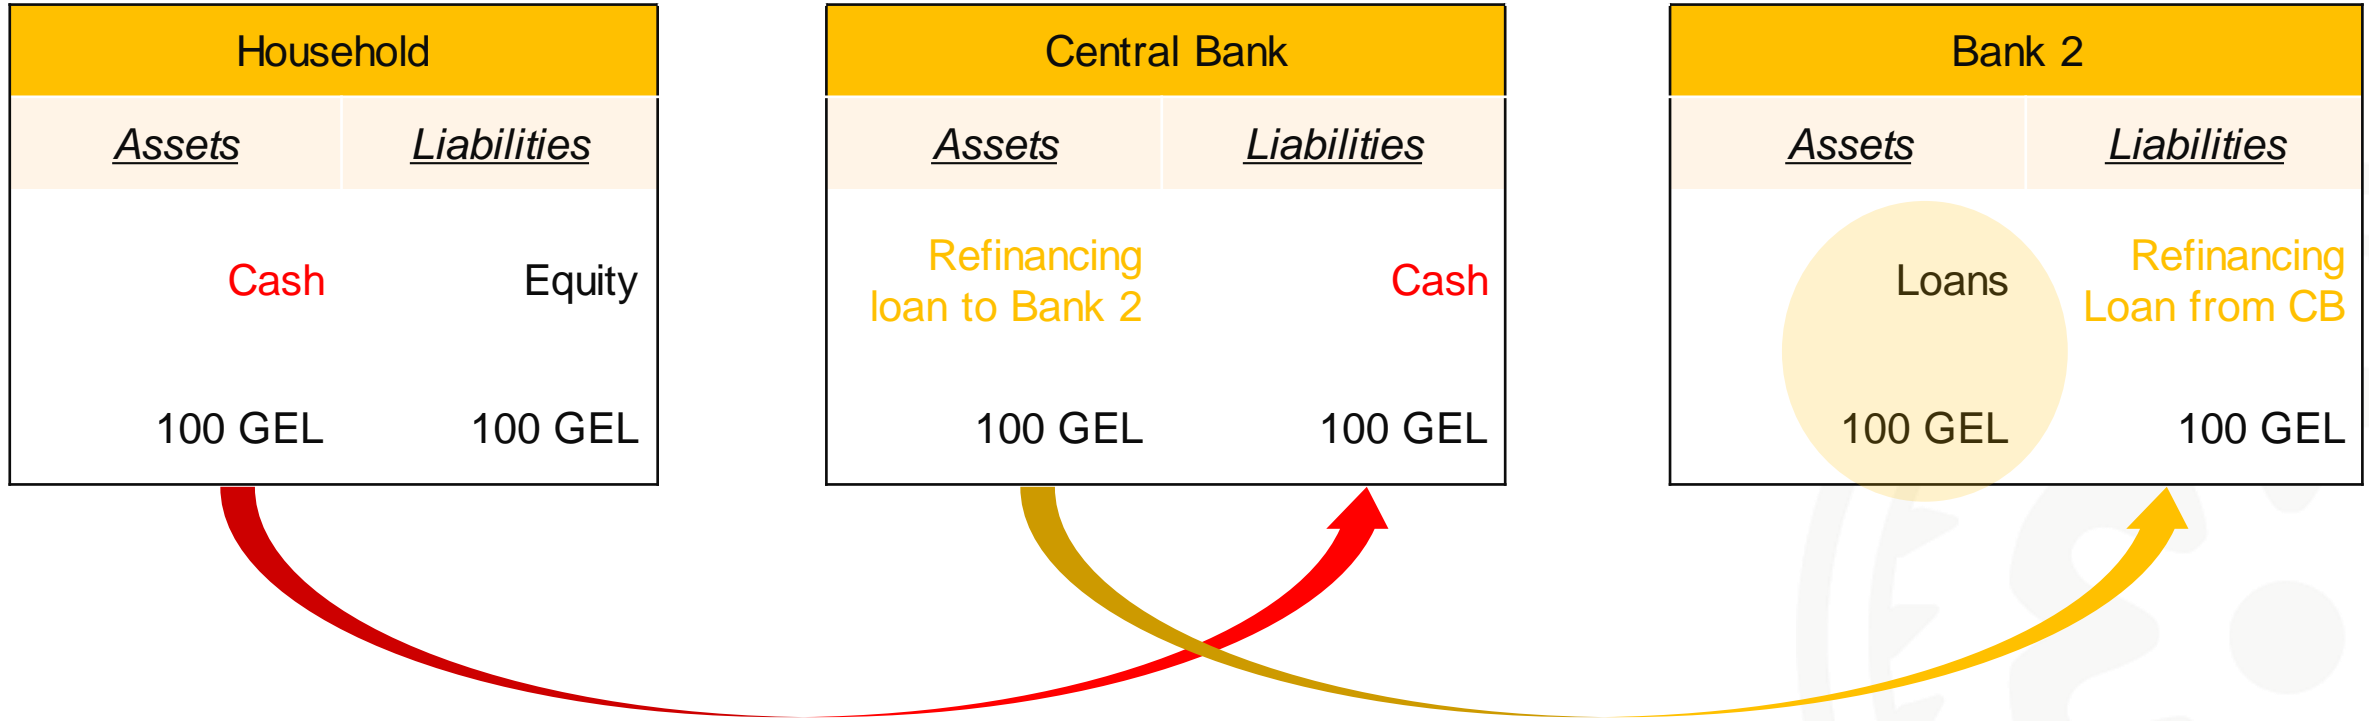 Household
Assets
Liabilities
Cash
Equity
100 GEL
100 GEL
Central Bank
Assets
Liabilities
Refinancing
loan to Bank 2
Cash
100 GEL
100 GEL
Bank 2
Assets
Liabilities
Loans
Refinancing
Loan from CB
100 GEL
100 GEL